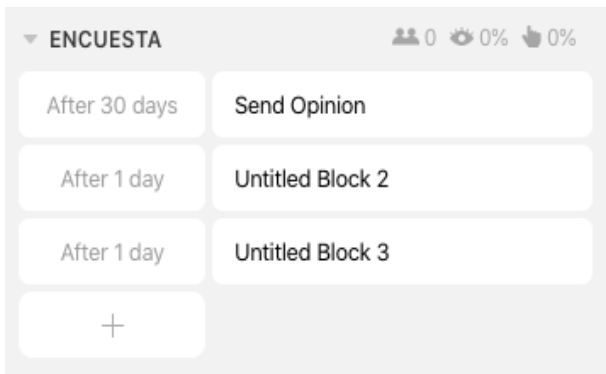 ENCUESTA 0 0% 0%
After 30 days Send Opinion
After 1 day Untitled Block 2
After 1 day Untitled Block 3
+